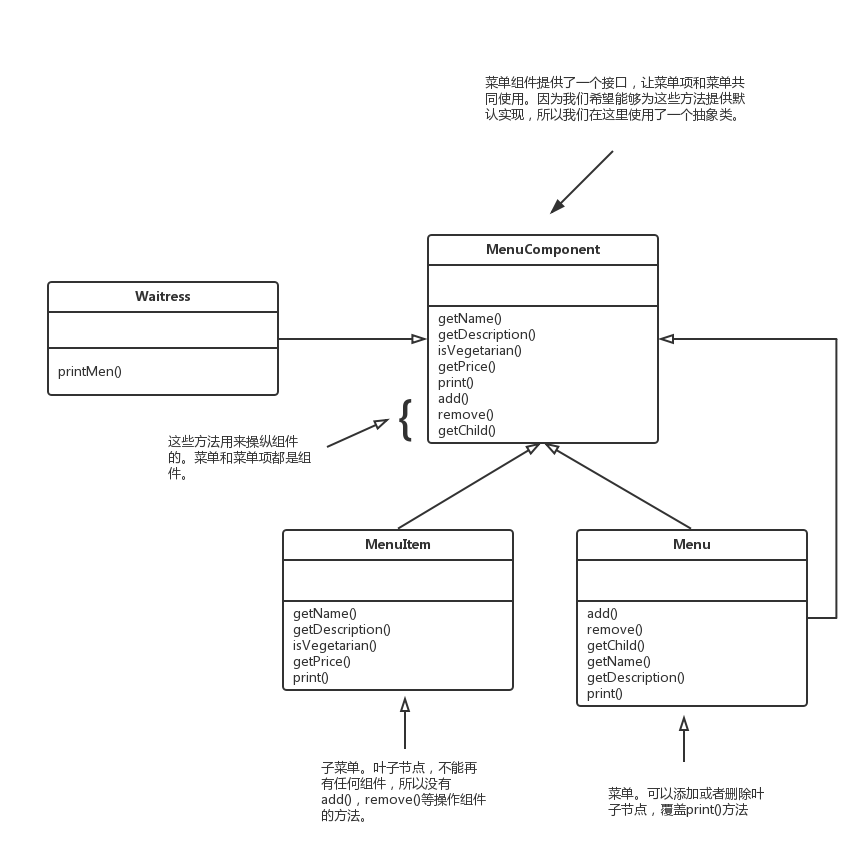 菜单组件提供了一个接口，让菜单项和菜单共
同使用。因为我们希望能够为这些方法提供默
认实现，所以我们在这里使用了一个抽象类。
MenuComponent
getName()
getDescription()
isVegetarian()
getPrice()
print()
add()
remove()
getChild()
Waitress
printMen()
{
这些方法用来操纵组件
的。菜单和菜单项都是组
件。
MenuItem
getName()
getDescription()
isVegetarian()
getPrice()
print()
Menu
add()
remove()
getChild()
getName()
getDescription()
print()
子菜单。叶子节点，不能再
有任何组件，所以没有
add()，remove()等操作组件
的方法。
菜单。可以添加或者删除叶
子节点，覆盖print()方法